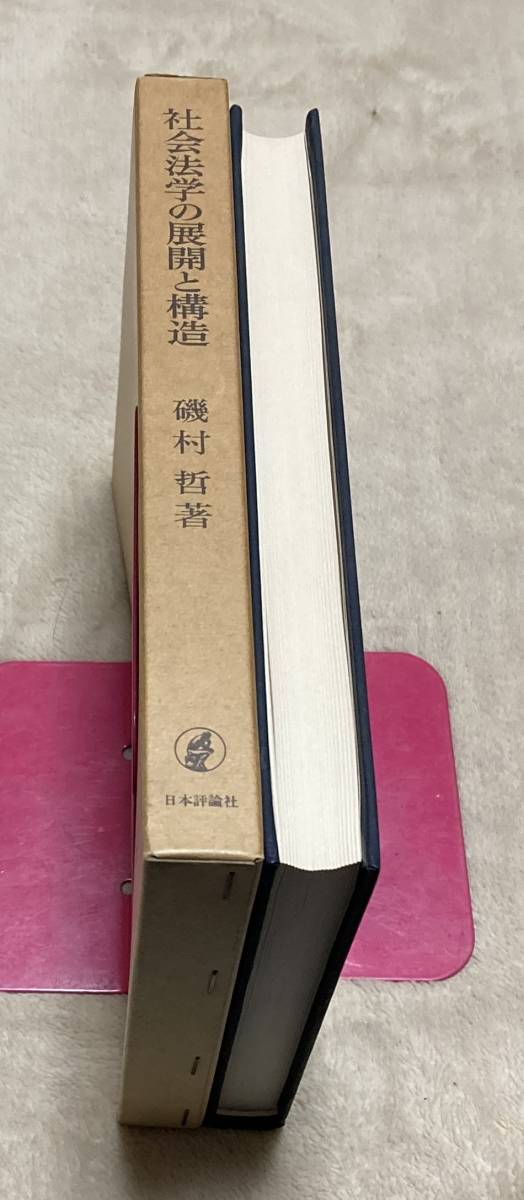 社会法学の展開と構造
磯村 哲著
日本評論社